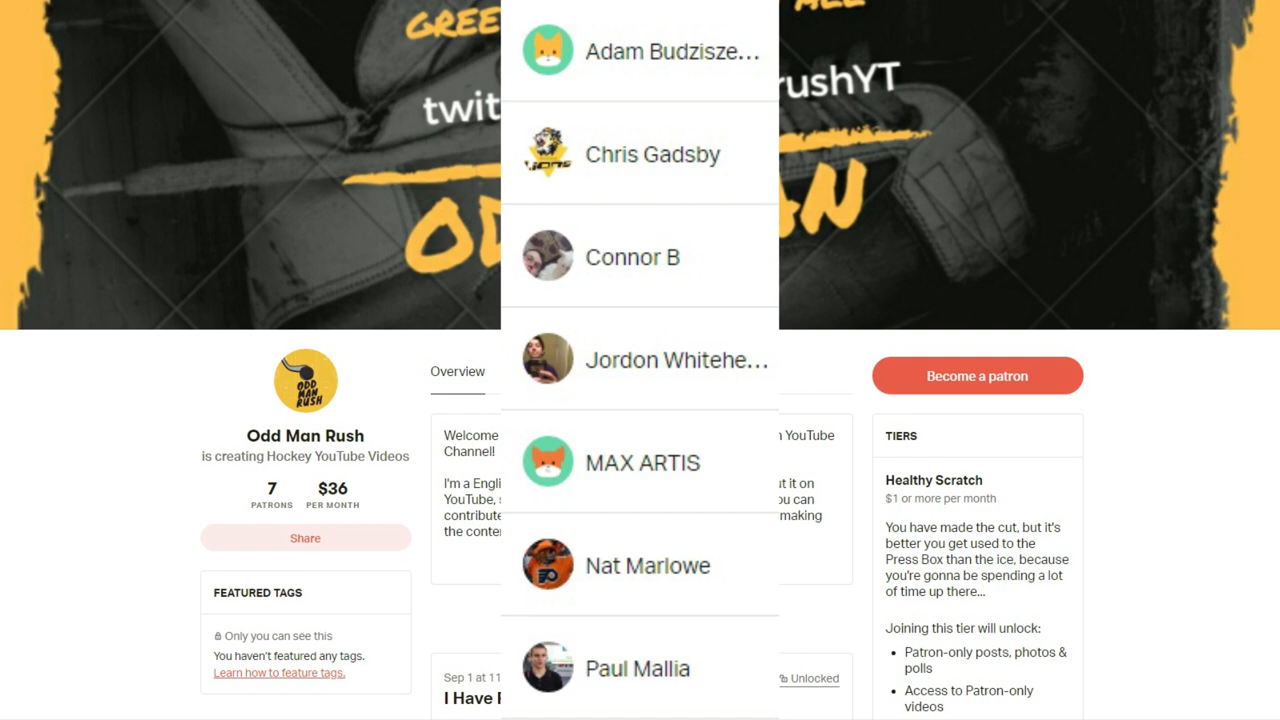 GREE
ALL
twit
rushYT
OD
AN
Adam Budzisze...
Chris Gadsby
Connor B
Jordon Whitehe...
MAX ARTIS
Nat Marlowe
Paul Mallia
ODD
MAN
RUSH
Odd Man Rush
is creating Hockey YouTube Videos
7 $36
PATRONS PER MONTH
Share
FEATURED TAGS
Only you can see this
You haven't featured any tags.
Learn how to feature tags.
Overview
Welcome YouTube
Channel!
I'm a Engli ut it on
YouTube, ou can
contribute making
the conten
Sep 1 at 11 Unlocked
I Have
Become a patron
TIERS
Healthy Scratch
$1 or more per month
You have made the cut, but it's
better you get used to the
Press Box than the ice, because
you're gonna be spending a lot
of time up there...
Joining this tier will unlock:
• Patron-only posts, photos &
polls
• Access to Patron-only
videos